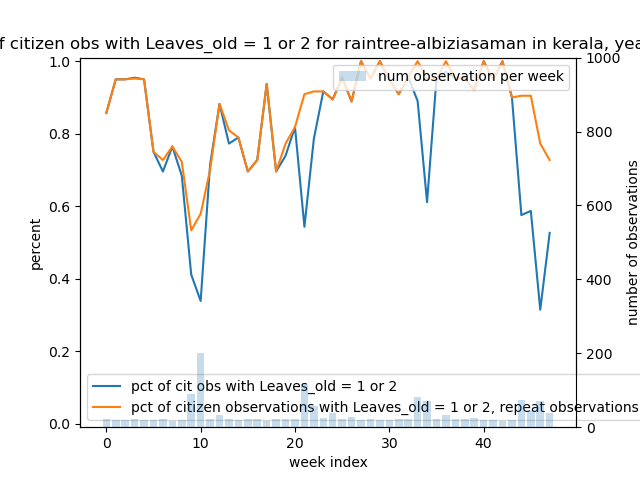 f citizen obs with Leaves_old = 1 or 2 for raintree-albiziasaman in kerala, yea
1.0
0.8
0.6
0.4
0.2
0.0
percent
1000
800
600
400
200
0
number of observations
num observation per week
pct of cit obs with Leaves_old = 1 or 2
pct of citizen observations with Leaves_old = 1 or 2, repeat observations
0 10 20 30 40
week index